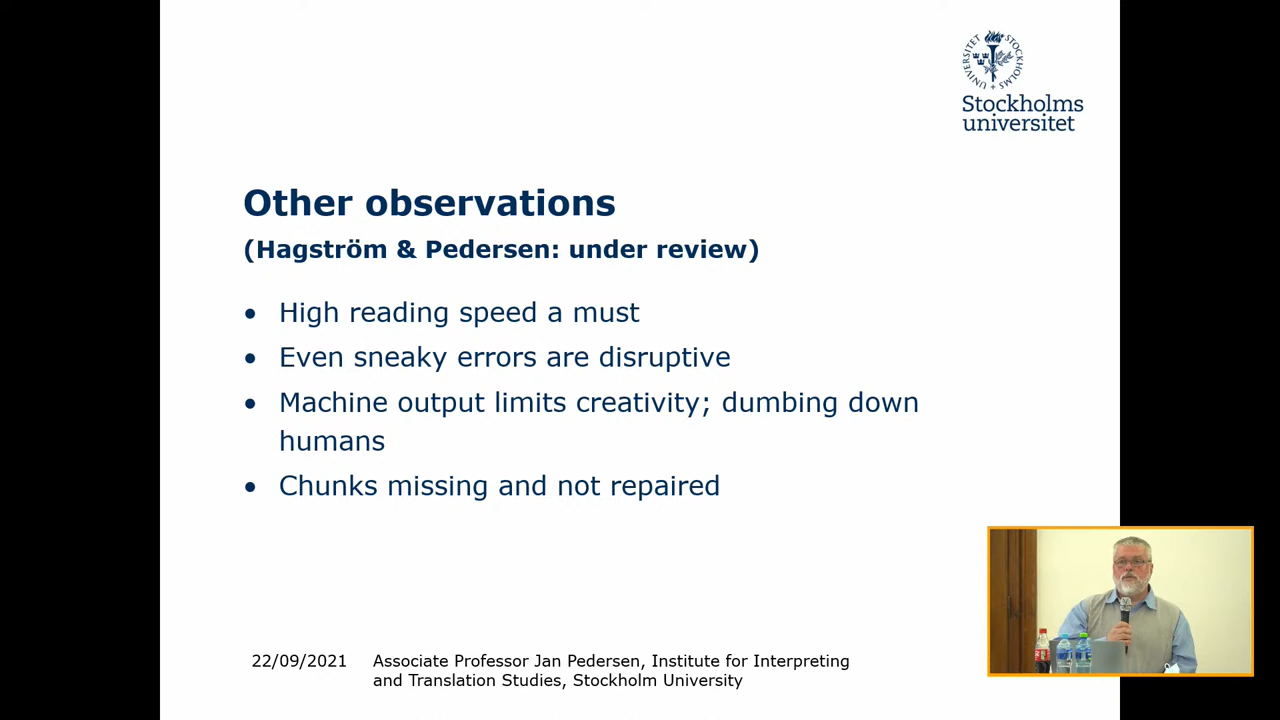 UNIVERSITET STOCKHOLMS
Stockholms
universitet
Other observations
(Hagström & Pedersen: under review)
• High reading speed a must
• Even sneaky errors are disruptive
• Machine output limits creativity; dumbing down
humans
• Chunks missing and not repaired
22/09/2021 Associate Professor Jan Pedersen, Institute for Interpreting
and Translation Studies, Stockholm University